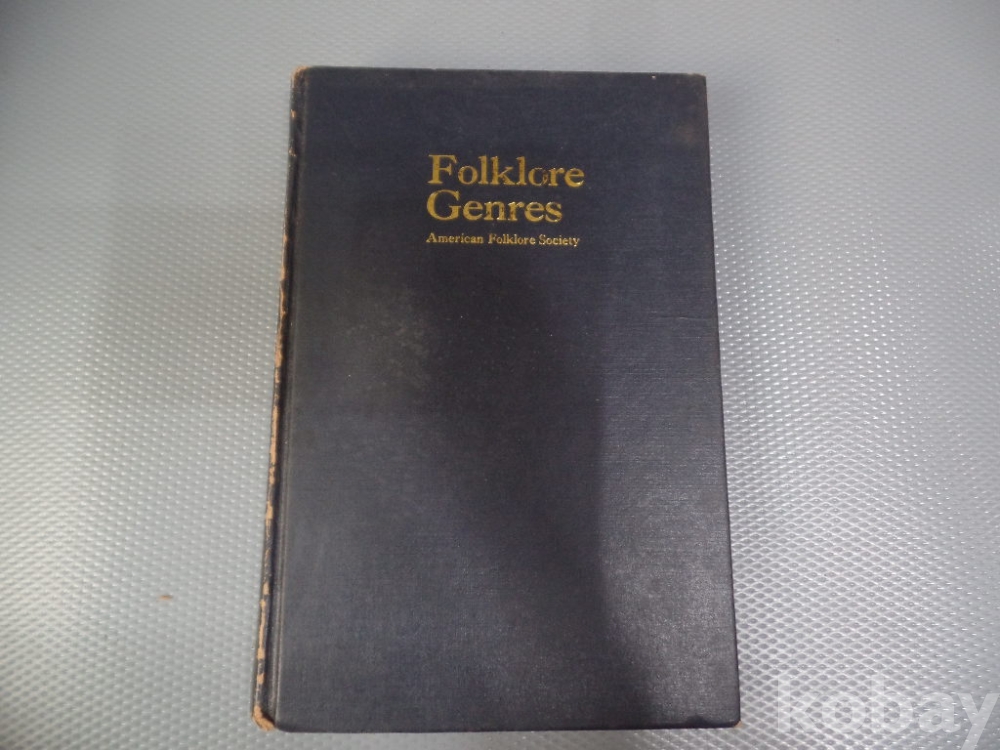 Folklore
Genres
American Folklore Society
kobay